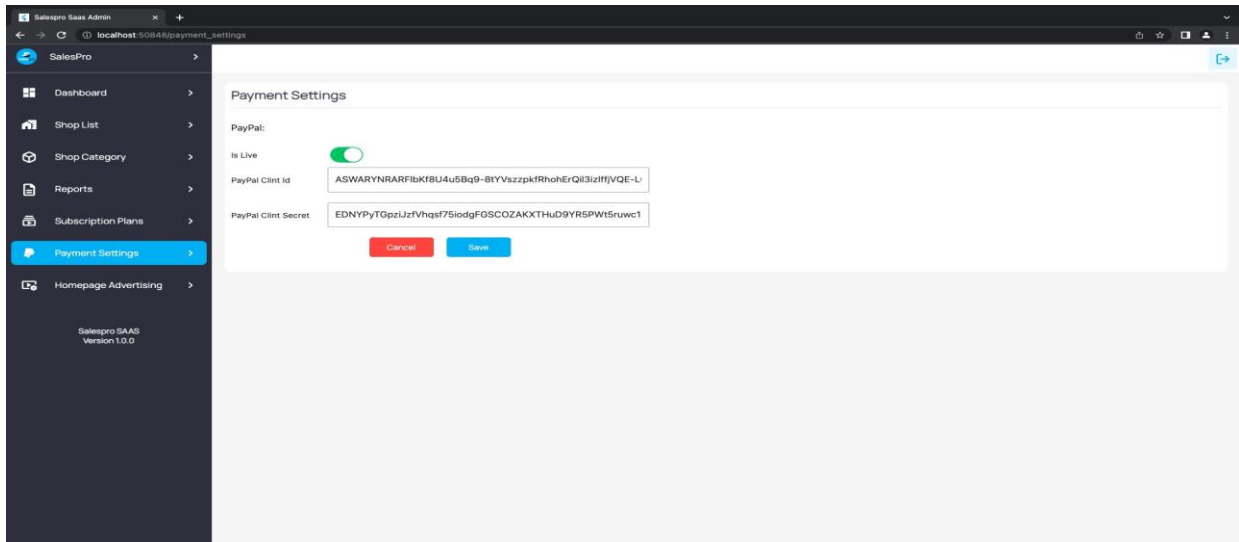 Salespro Saas Admin
localhost:50848/payment_settings
SalesPro
Dashboard
Shop List
Shop Category
Reports
Subscription Plans
Payment Settings
Homepage Advertising
Salespro SAAS
Version 1.0.0
Payment Settings
PayPal:
Is Live
PayPal Clint Id
ASWARYNRARFIbKf8U4u5Bq9-8tYVszzpkfRhohErQil3izlffjVQE-L
PayPal Clint Secret
EDNYPyTGpziJzfVhqsf75iodgFGSCOZAKXTHuD9YR5PWt5ruwc1
Cancel Save